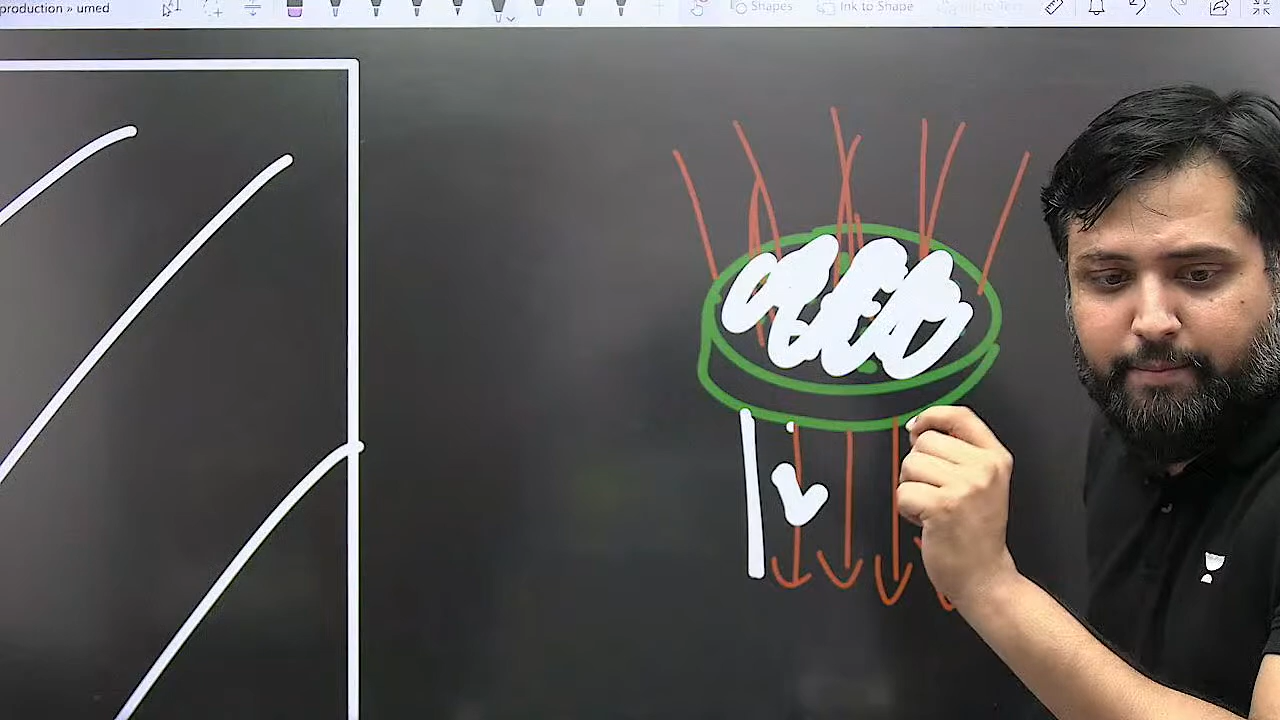 production » umed
Shapes
Ink to Shape